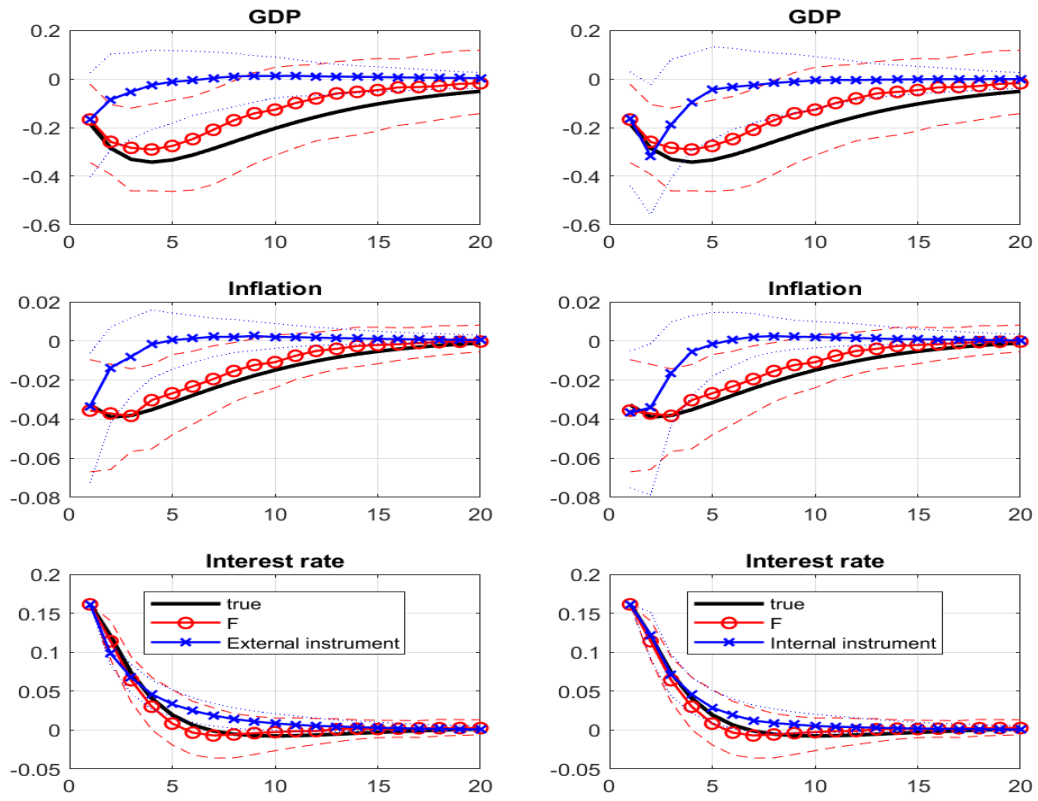 GDP
0.2
0
-0.2
-0.4
-0.6
0 5 10 15 20
GDP
0.2
0
-0.2
-0.4
-0.6
0 5 10 15 20
Inflation
0.02
0
-0.02
-0.04
-0.06
-0.08
0 5 10 15 20
Inflation
0.02
0
-0.02
-0.04
-0.06
-0.08
0 5 10 15 20
Interest rate
0.2
0.15
0.1
0.05
0
-0.05
true
F
External instrument
0 5 10 15 20
Interest rate
0.2
0.15
0.1
0.05
0
-0.05
true
F
Internal instrument
0 5 10 15 20